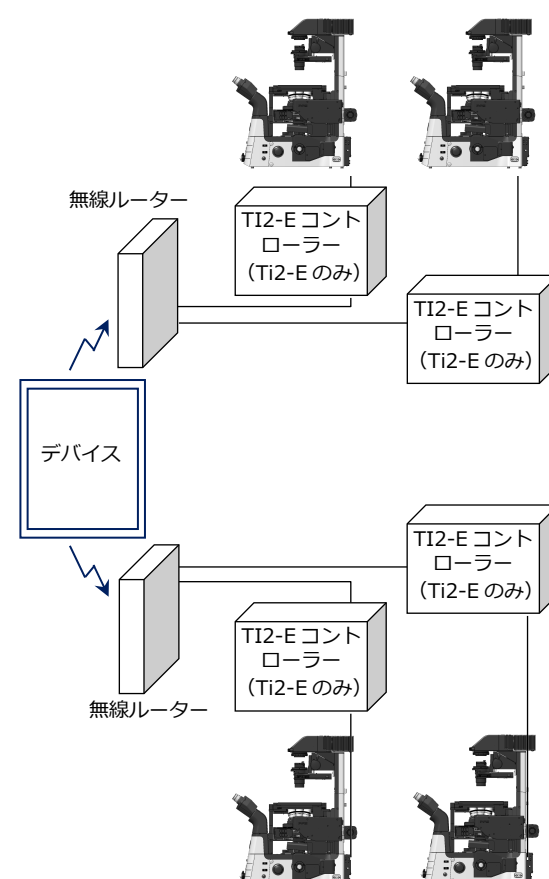 無線ルーター
TI2-E コント
ローラー
（Ti2-E のみ）
TI2-E コント
ローラー
（Ti2-E のみ）
デバイス
TI2-E コント
ローラー
（Ti2-E のみ）
TI2-E コント
ローラー
（Ti2-E のみ）
無線ルーター